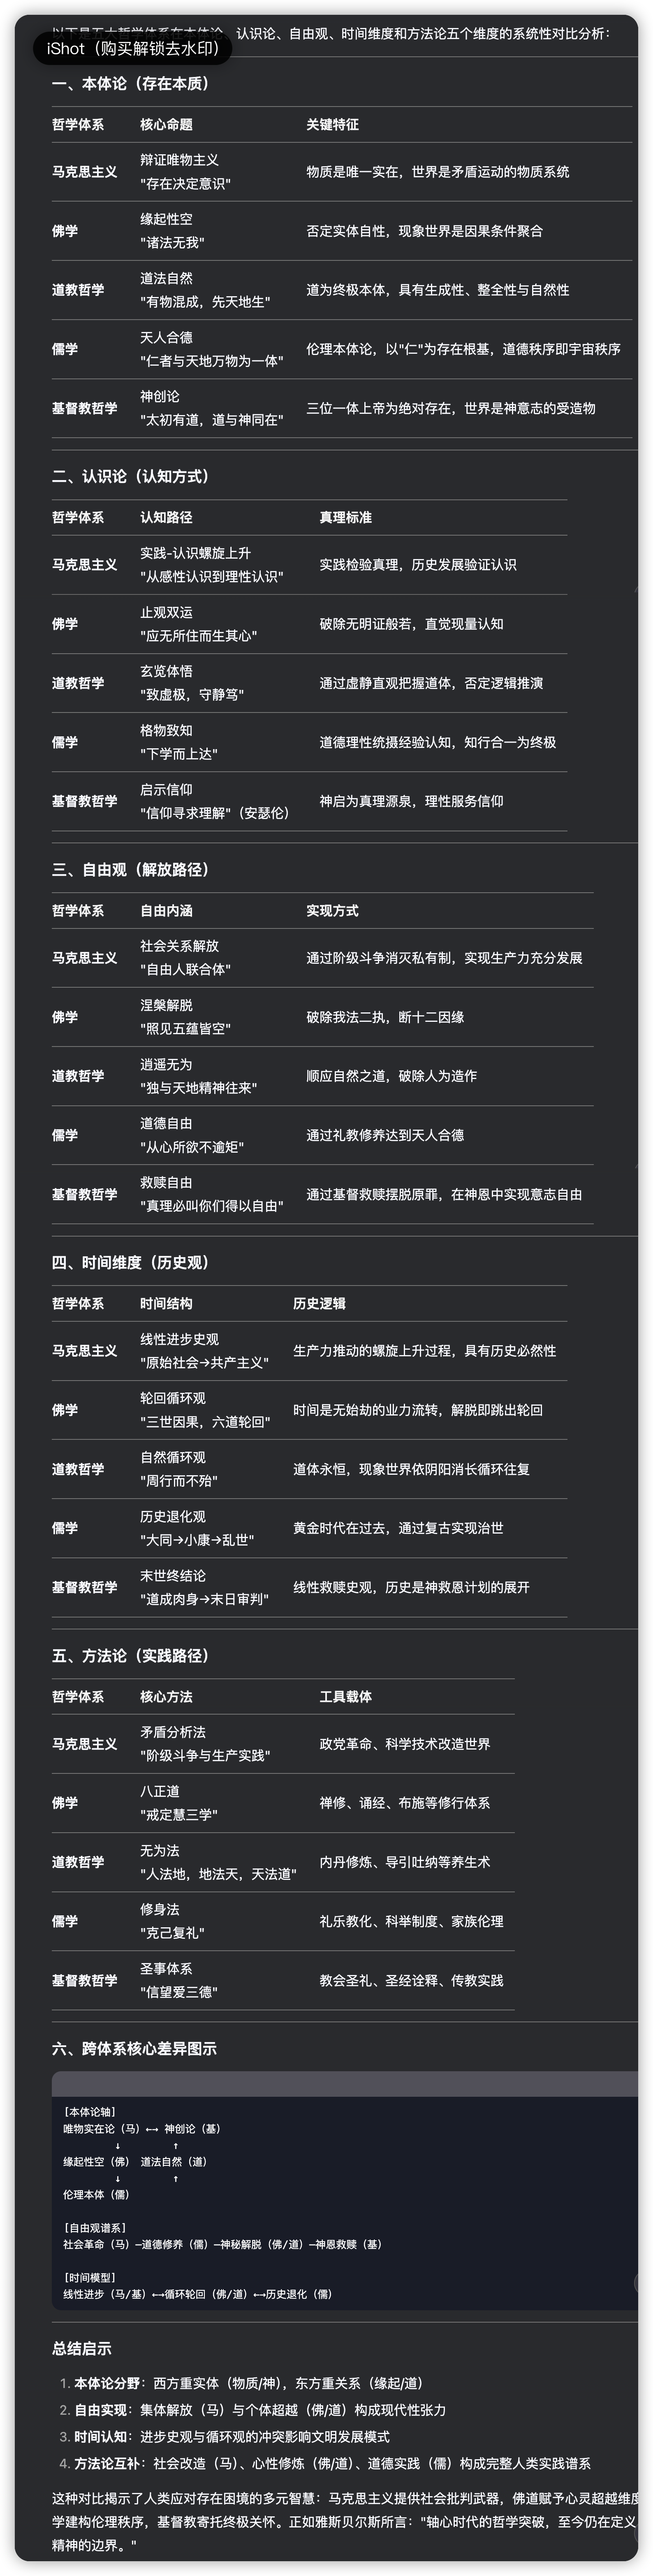 以下是五大哲学体系在本体论、认识论、自由观、时间维度和方法论五个维度的系统性对比分析：
iShot（购买解锁去水印）
一、本体论（存在本质）
哲学体系 核心命题 关键特征
马克思主义 辩证唯物主义 "存在决定意识" 物质是唯一实在，世界是矛盾运动的物质系统
佛学 缘起性空 "诸法无我" 否定实体自性，现象世界是因果条件聚合
道教哲学 道法自然 "有物混成，先天地生" 道为终极本体，具有生成性、整全性与自然性
儒学 天人合德 "仁者与天地万物为一体" 伦理本体论，以"仁"为存在根基，道德秩序即宇宙秩序
基督教哲学 神创论 "太初有道，道与神同在" 三位一体上帝为绝对存在，世界是神意志的受造物
二、认识论（认知方式）
哲学体系 认知路径 真理标准
马克思主义 实践-认识螺旋上升 "从感性认识到理性认识" 实践检验真理，历史发展验证认识
佛学 止观双运 "应无所住而生其心" 破除无明证般若，直觉现量认知
道教哲学 玄览体悟 "致虚极，守静笃" 通过虚静直观把握道体，否定逻辑推演
儒学 格物致知 "下学而上达" 道德理性统摄经验认知，知行合一为终极
基督教哲学 启示信仰 "信仰寻求理解"（安瑟伦） 神启为真理源泉，理性服务信仰
三、自由观（解放路径）
哲学体系 自由内涵 实现方式
马克思主义 社会关系解放 "自由人联合体" 通过阶级斗争消灭私有制，实现生产力充分发展
佛学 涅槃解脱 "照见五蕴皆空" 破除我法二执，断十二因缘
道教哲学 逍遥无为 "独与天地精神往来" 顺应自然之道，破除人为造作
儒学 道德自由 "从心所欲不逾矩" 通过礼教修养达到天人合德
基督教哲学 救赎自由 "真理必叫你们得以自由" 通过基督救赎摆脱原罪，在神恩中实现意志自由
四、时间维度（历史观）
哲学体系 时间结构 历史逻辑
马克思主义 线性进步史观 "原始社会→共产主义" 生产力推动的螺旋上升过程，具有历史必然性
佛学 轮回循环观 "三世因果，六道轮回" 时间是无始劫的业力流转，解脱即跳出轮回
道教哲学 自然循环观 "周行而不殆" 道体永恒，现象世界依阴阳消长循环往复
儒学 历史退化观 "大同→小康→乱世" 黄金时代在过去，通过复古实现治世
基督教哲学 末世终结论 "道成肉身→末日审判" 线性救赎史观，历史是神救恩计划的展开
五、方法论（实践路径）
哲学体系 核心方法 工具载体
马克思主义 矛盾分析法 "阶级斗争与生产实践" 政党革命、科学技术改造世界
佛学 八正道 "戒定慧三学" 禅修、诵经、布施等修行体系
道教哲学 无为法 "人法地，地法天，天法道" 内丹修炼、导引吐纳等养生术
儒学 修身法 "克己复礼" 礼乐教化、科举制度、家族伦理
基督教哲学 圣事体系 "信望爱三德" 教会圣礼、圣经诠释、传教实践
六、跨体系核心差异图示
[本体论轴]
唯物实在论（马）←→ 神创论（基）
↓ ↑
缘起性空（佛） 道法自然（道）
↓ ↑
伦理本体（儒）
[自由观谱系]
社会革命（马）—道德修养（儒）—神秘解脱（佛/道）—神恩救赎（基）
[时间模型]
线性进步（马/基）←→循环轮回（佛/道）←→历史退化（儒）
总结启示
1. 本体论分野：西方重实体（物质/神），东方重关系（缘起/道）
2. 自由实现：集体解放（马）与个体超越（佛/道）构成现代性张力
3. 时间认知：进步史观与循环观的冲突影响文明发展模式
4. 方法论互补：社会改造（马）、心性修炼（佛/道）、道德实践（儒）构成完整人类实践谱系
这种对比揭示了人类应对存在困境的多元智慧：马克思主义提供社会批判武器，佛道赋予心灵超越维度
学建构伦理秩序，基督教寄托终极关怀。正如雅斯贝尔斯所言："轴心时代的哲学突破，至今仍在定义
精神的边界。"